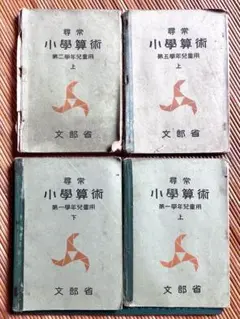 尋常
小學算術
第二學年兒童用
上
文部省
尋常
小學算術
第五學年兒童用
上
文部省
尋常
小學算術
第一學年兒童用
下
文部省
尋常
小學算術
第一學年兒童用
上
文部省